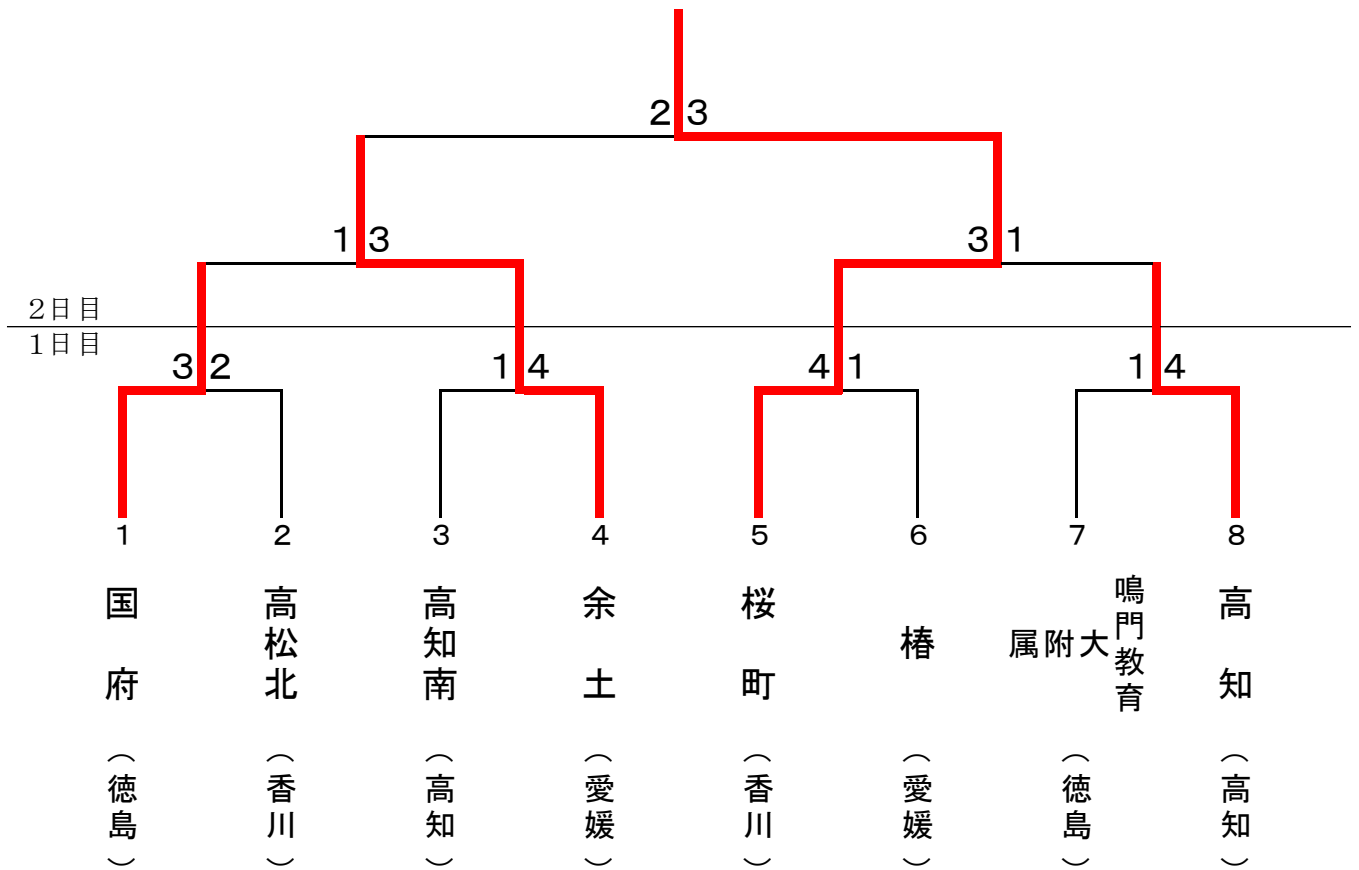 2 3
1 3
3 1
2日目
1日目
3 2
1 4
4 1
1 4
1
2
3
4
5
6
7
8
国府
高松北
高知南
余土
桜町
椿
鳴門教育
大附属
高知
（徳島）
（香川）
（高知）
（愛媛）
（香川）
（愛媛）
（徳島）
（高知）